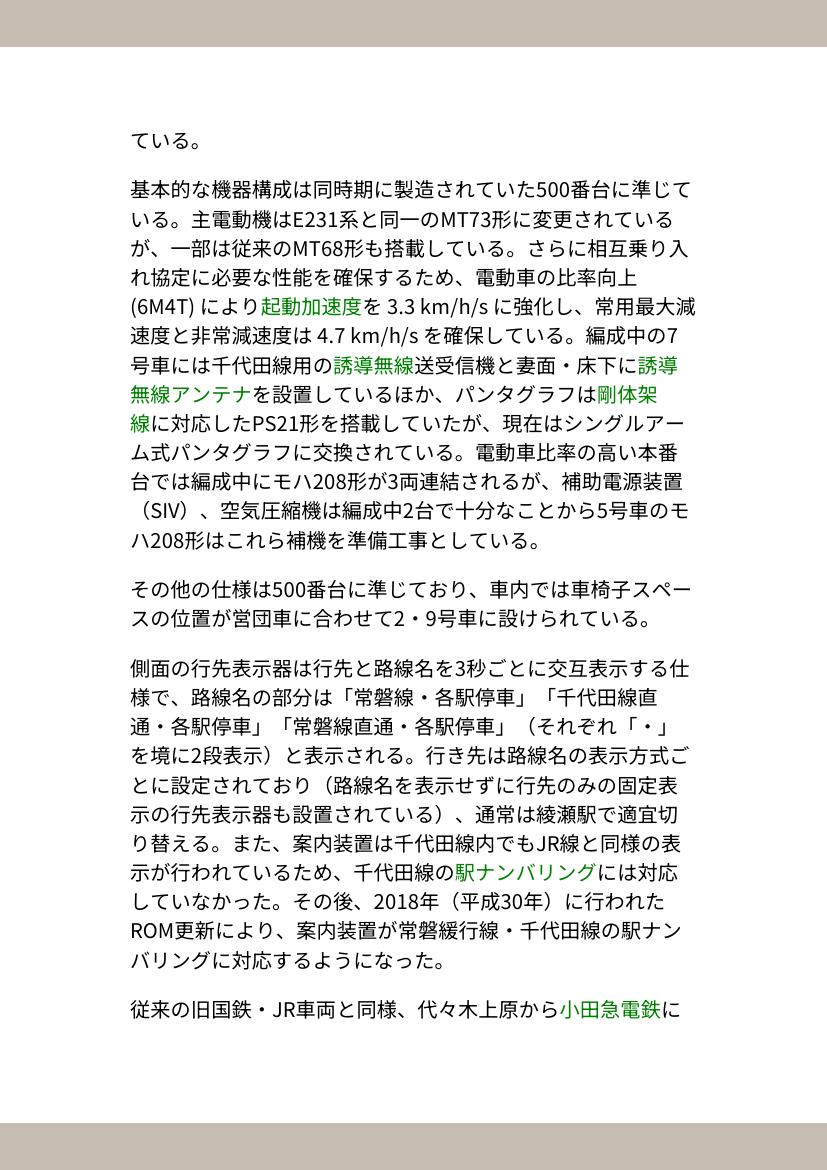 ている。
基本的な機器構成は同時期に製造されていた500番台に準じて
いる。主電動機はE231系と同一のMT73形に変更されている
が、一部は従来のMT68形も搭載している。さらに相互乗り入
れ協定に必要な性能を確保するため、電動車の比率向上
(6M4T) により起動加速度を 3.3 km/h/s に強化し、常用最大減
速度と非常減速度は 4.7 km/h/s を確保している。編成中の7
号車には千代田線用の誘導無線送受信機と妻面・床下に誘導
無線アンテナを設置しているほか、パンタグラフは剛体架
線に対応したPS21形を搭載していたが、現在はシングルアー
ム式パンタグラフに交換されている。電動車比率の高い本番
台では編成中にモハ208形が3両連結されるが、補助電源装置
（SIV）、空気圧縮機は編成中2台で十分なことから5号車のモ
ハ208形はこれら補機を準備工事としている。
その他の仕様は500番台に準じており、車内では車椅子スペー
スの位置が営団車に合わせて2・9号車に設けられている。
側面の行先表示器は行先と路線名を3秒ごとに交互表示する仕
様で、路線名の部分は「常磐線・各駅停車」「千代田線直
通・各駅停車」「常磐線直通・各駅停車」（それぞれ「・」
を境に2段表示）と表示される。行き先は路線名の表示方式ご
とに設定されており（路線名を表示せずに行先のみの固定表
示の行先表示器も設置されている）、通常は綾瀬駅で適宜切
り替える。また、案内装置は千代田線内でもJR線と同様の表
示が行われているため、千代田線の駅ナンバリングには対応
していなかった。その後、2018年（平成30年）に行われた
ROM更新により、案内装置が常磐緩行線・千代田線の駅ナン
バリングに対応するようになった。
従来の旧国鉄・JR車両と同様、代々木上原から小田急電鉄に